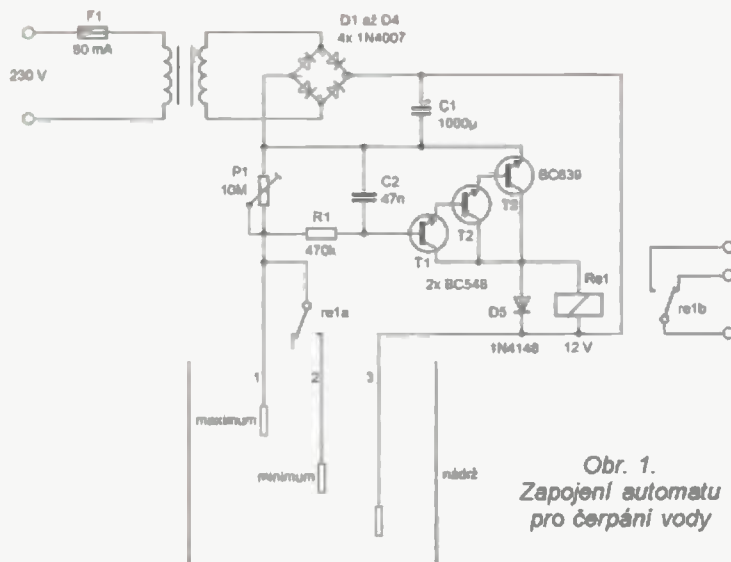 F1
80 mA
230 V
D1 až D4
4x 1N4007
C1
1000µ
P1
10M
C2
47n
R1
470k
T1
T2
T3
BC639
2x BC548
D5
1N4148
Re1
12 V
re1a
re1b
1
2
3
maximum
minimum
nádrž
Obr. 1.
Zapojení automatu
pro čerpání vody